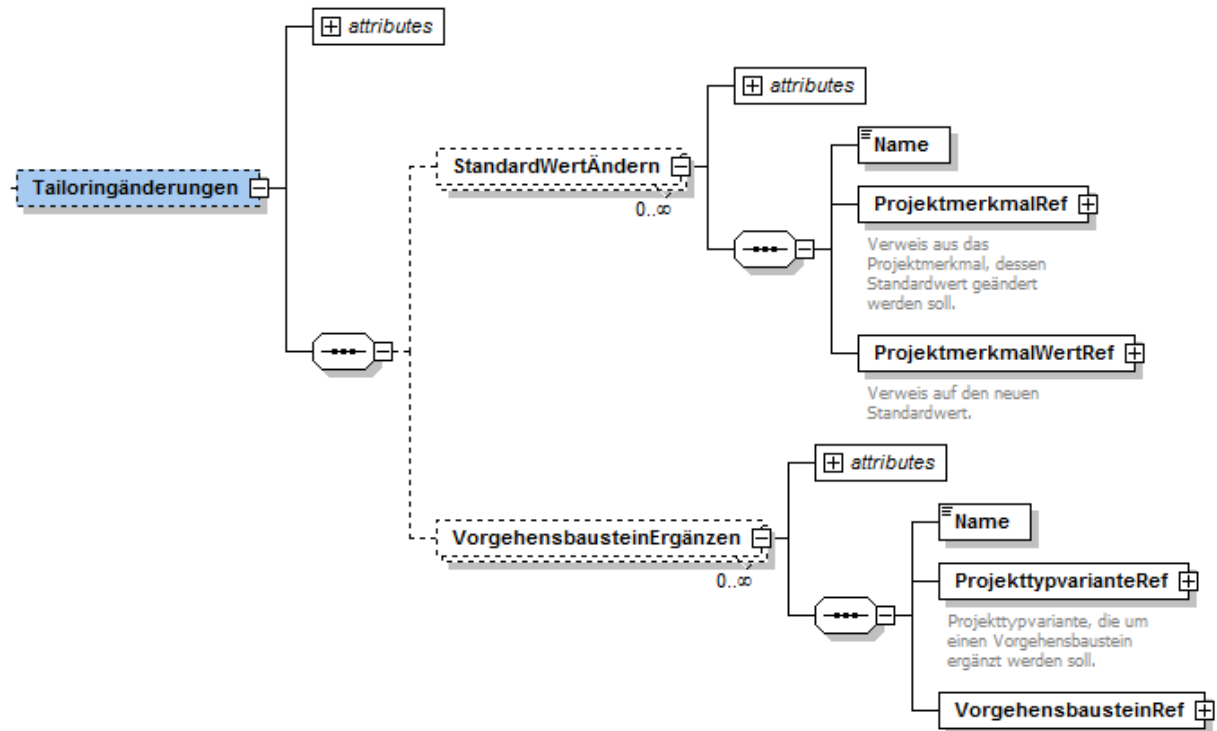 attributes
attributes
Name
StandardWertÄndern
0..∞
Tailoringänderungen
ProjektmerkmalRef
Verweis aus das
Projektmerkmal, dessen
Standardwert geändert
werden soll.
ProjektmerkmalWertRef
Verweis auf den neuen
Standardwert.
attributes
Name
VorgehensbausteinErgänzen
0..∞
ProjekttypvarianteRef
Projekttypvariante, die um
einen Vorgehensbaustein
ergänzt werden soll.
VorgehensbausteinRef